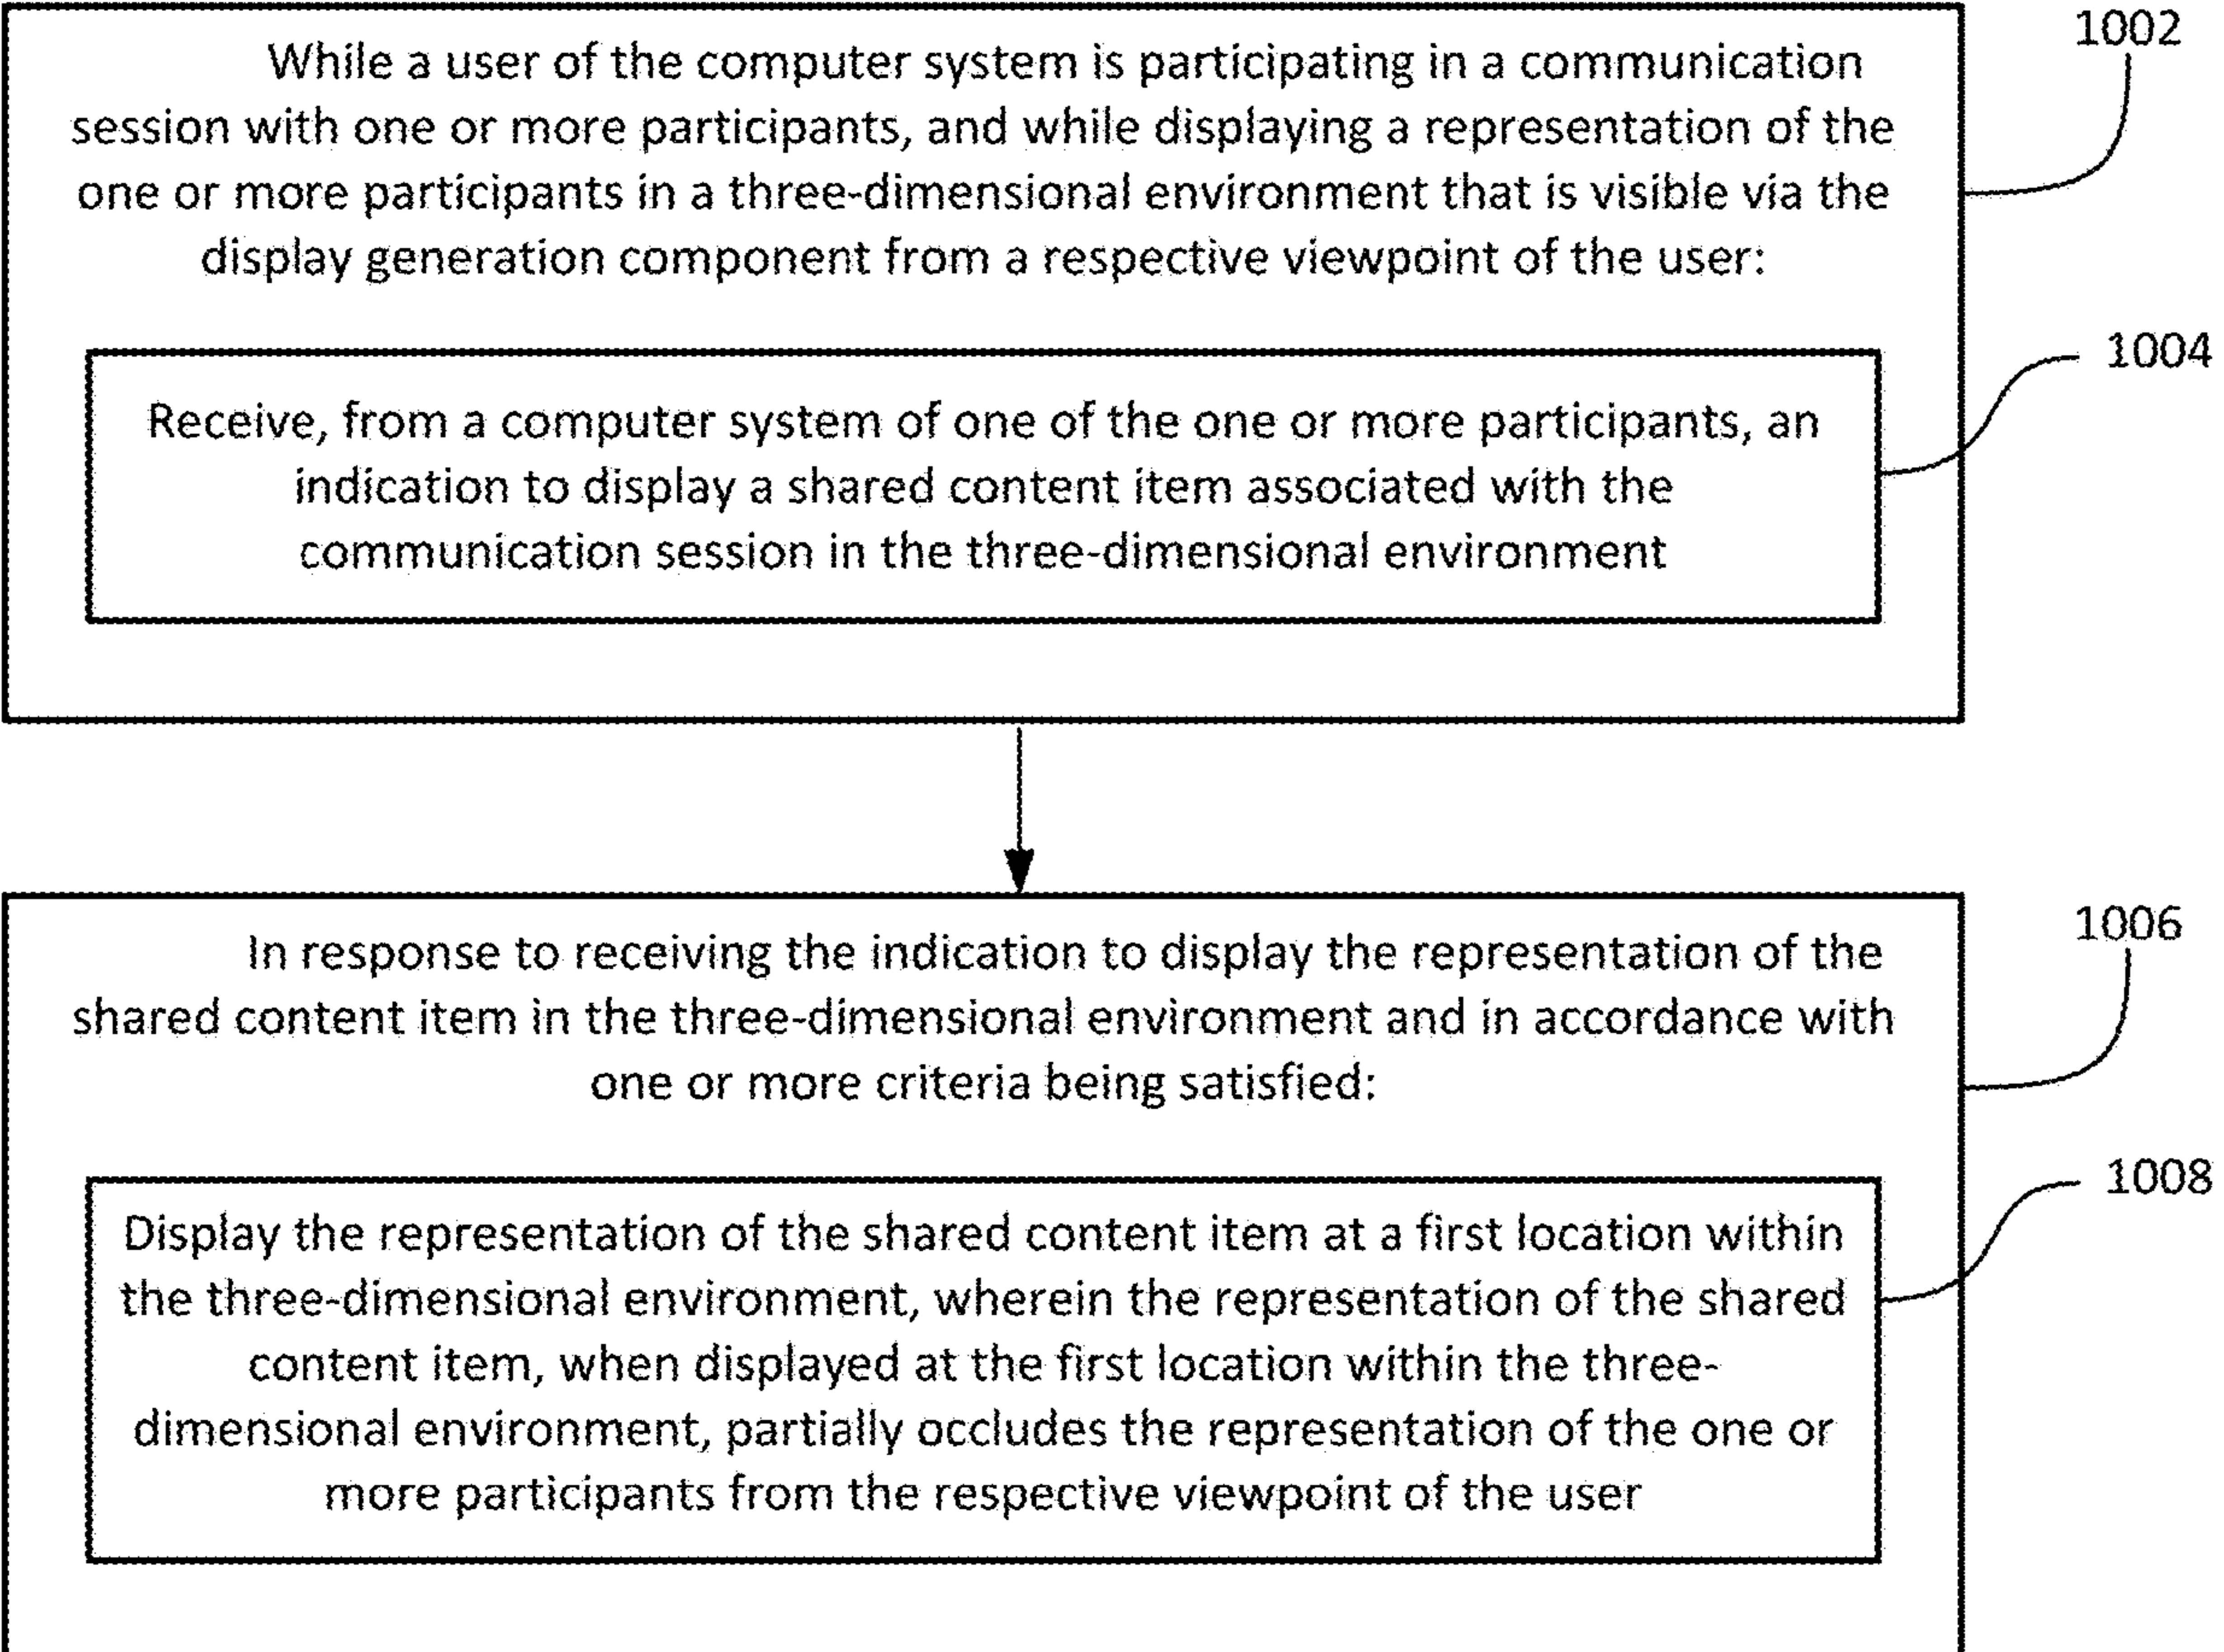 1002
While a user of the computer system is participating in a communication
session with one or more participants, and while displaying a representation of the
one or more participants in a three-dimensional environment that is visible via the
display generation component from a respective viewpoint of the user:
1004
Receive, from a computer system of one of the one or more participants, an
indication to display a shared content item associated with the
communication session in the three-dimensional environment
1006
In response to receiving the indication to display the representation of the
shared content item in the three-dimensional environment and in accordance with
one or more criteria being satisfied:
1008
Display the representation of the shared content item at a first location within
the three-dimensional environment, wherein the representation of the shared
content item, when displayed at the first location within the three-
dimensional environment, partially occludes the representation of the one or
more participants from the respective viewpoint of the user